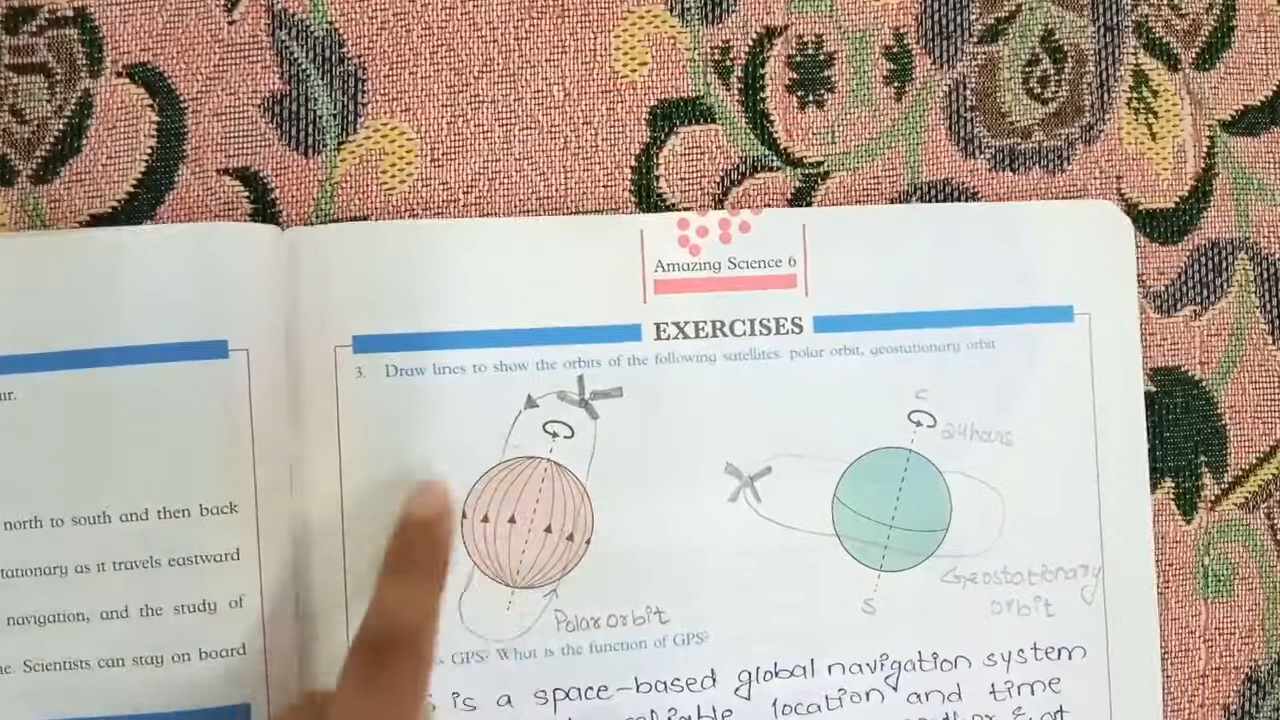 Amazing Science 6
EXERCISES
3. Draw lines to show the orbits of the following satellites: polar orbit, geostationary orbit
24hours
north to south and then back
as it travels eastward
navigation, and the study of
Scientists can stay on board
S
Geostationary
orbit
Polar orbit
GPS? What is the function of GPS?
is a space-based global navigation system
location and time